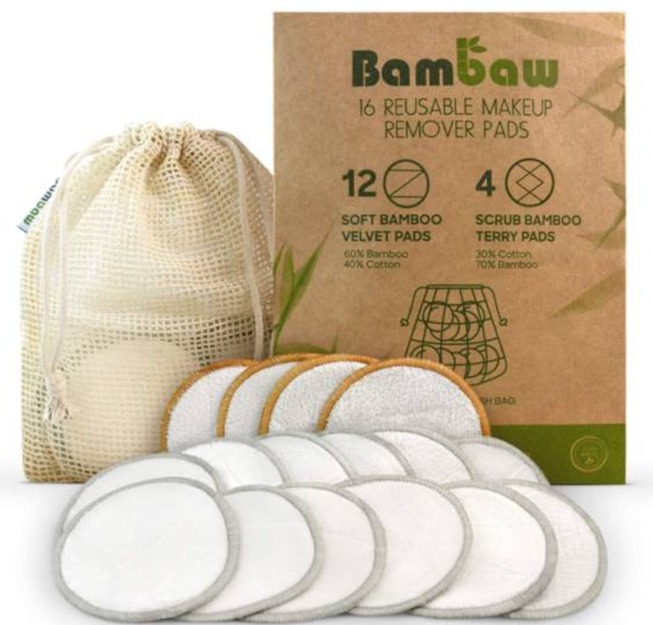 Bambaw
16 REUSABLE MAKEUP
REMOVER PADS
12
SOFT BAMBOO
VELVET PADS
60% Bamboo
40% Cotton
4
SCRUB BAMBOO
TERRY PADS
30% Cotton
70% Bamboo
BAG